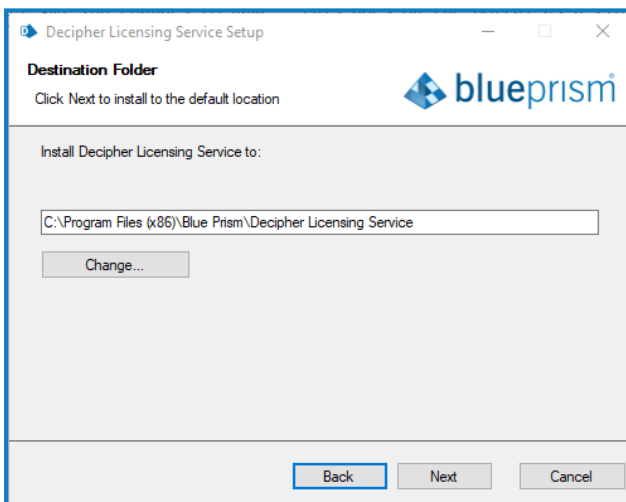 Decipher Licensing Service Setup
Destination Folder
Click Next to install to the default location
blueprism
Install Decipher Licensing Service to:
C:\Program Files (x86)\Blue Prism\Decipher Licensing Service
Change...
Back Next Cancel